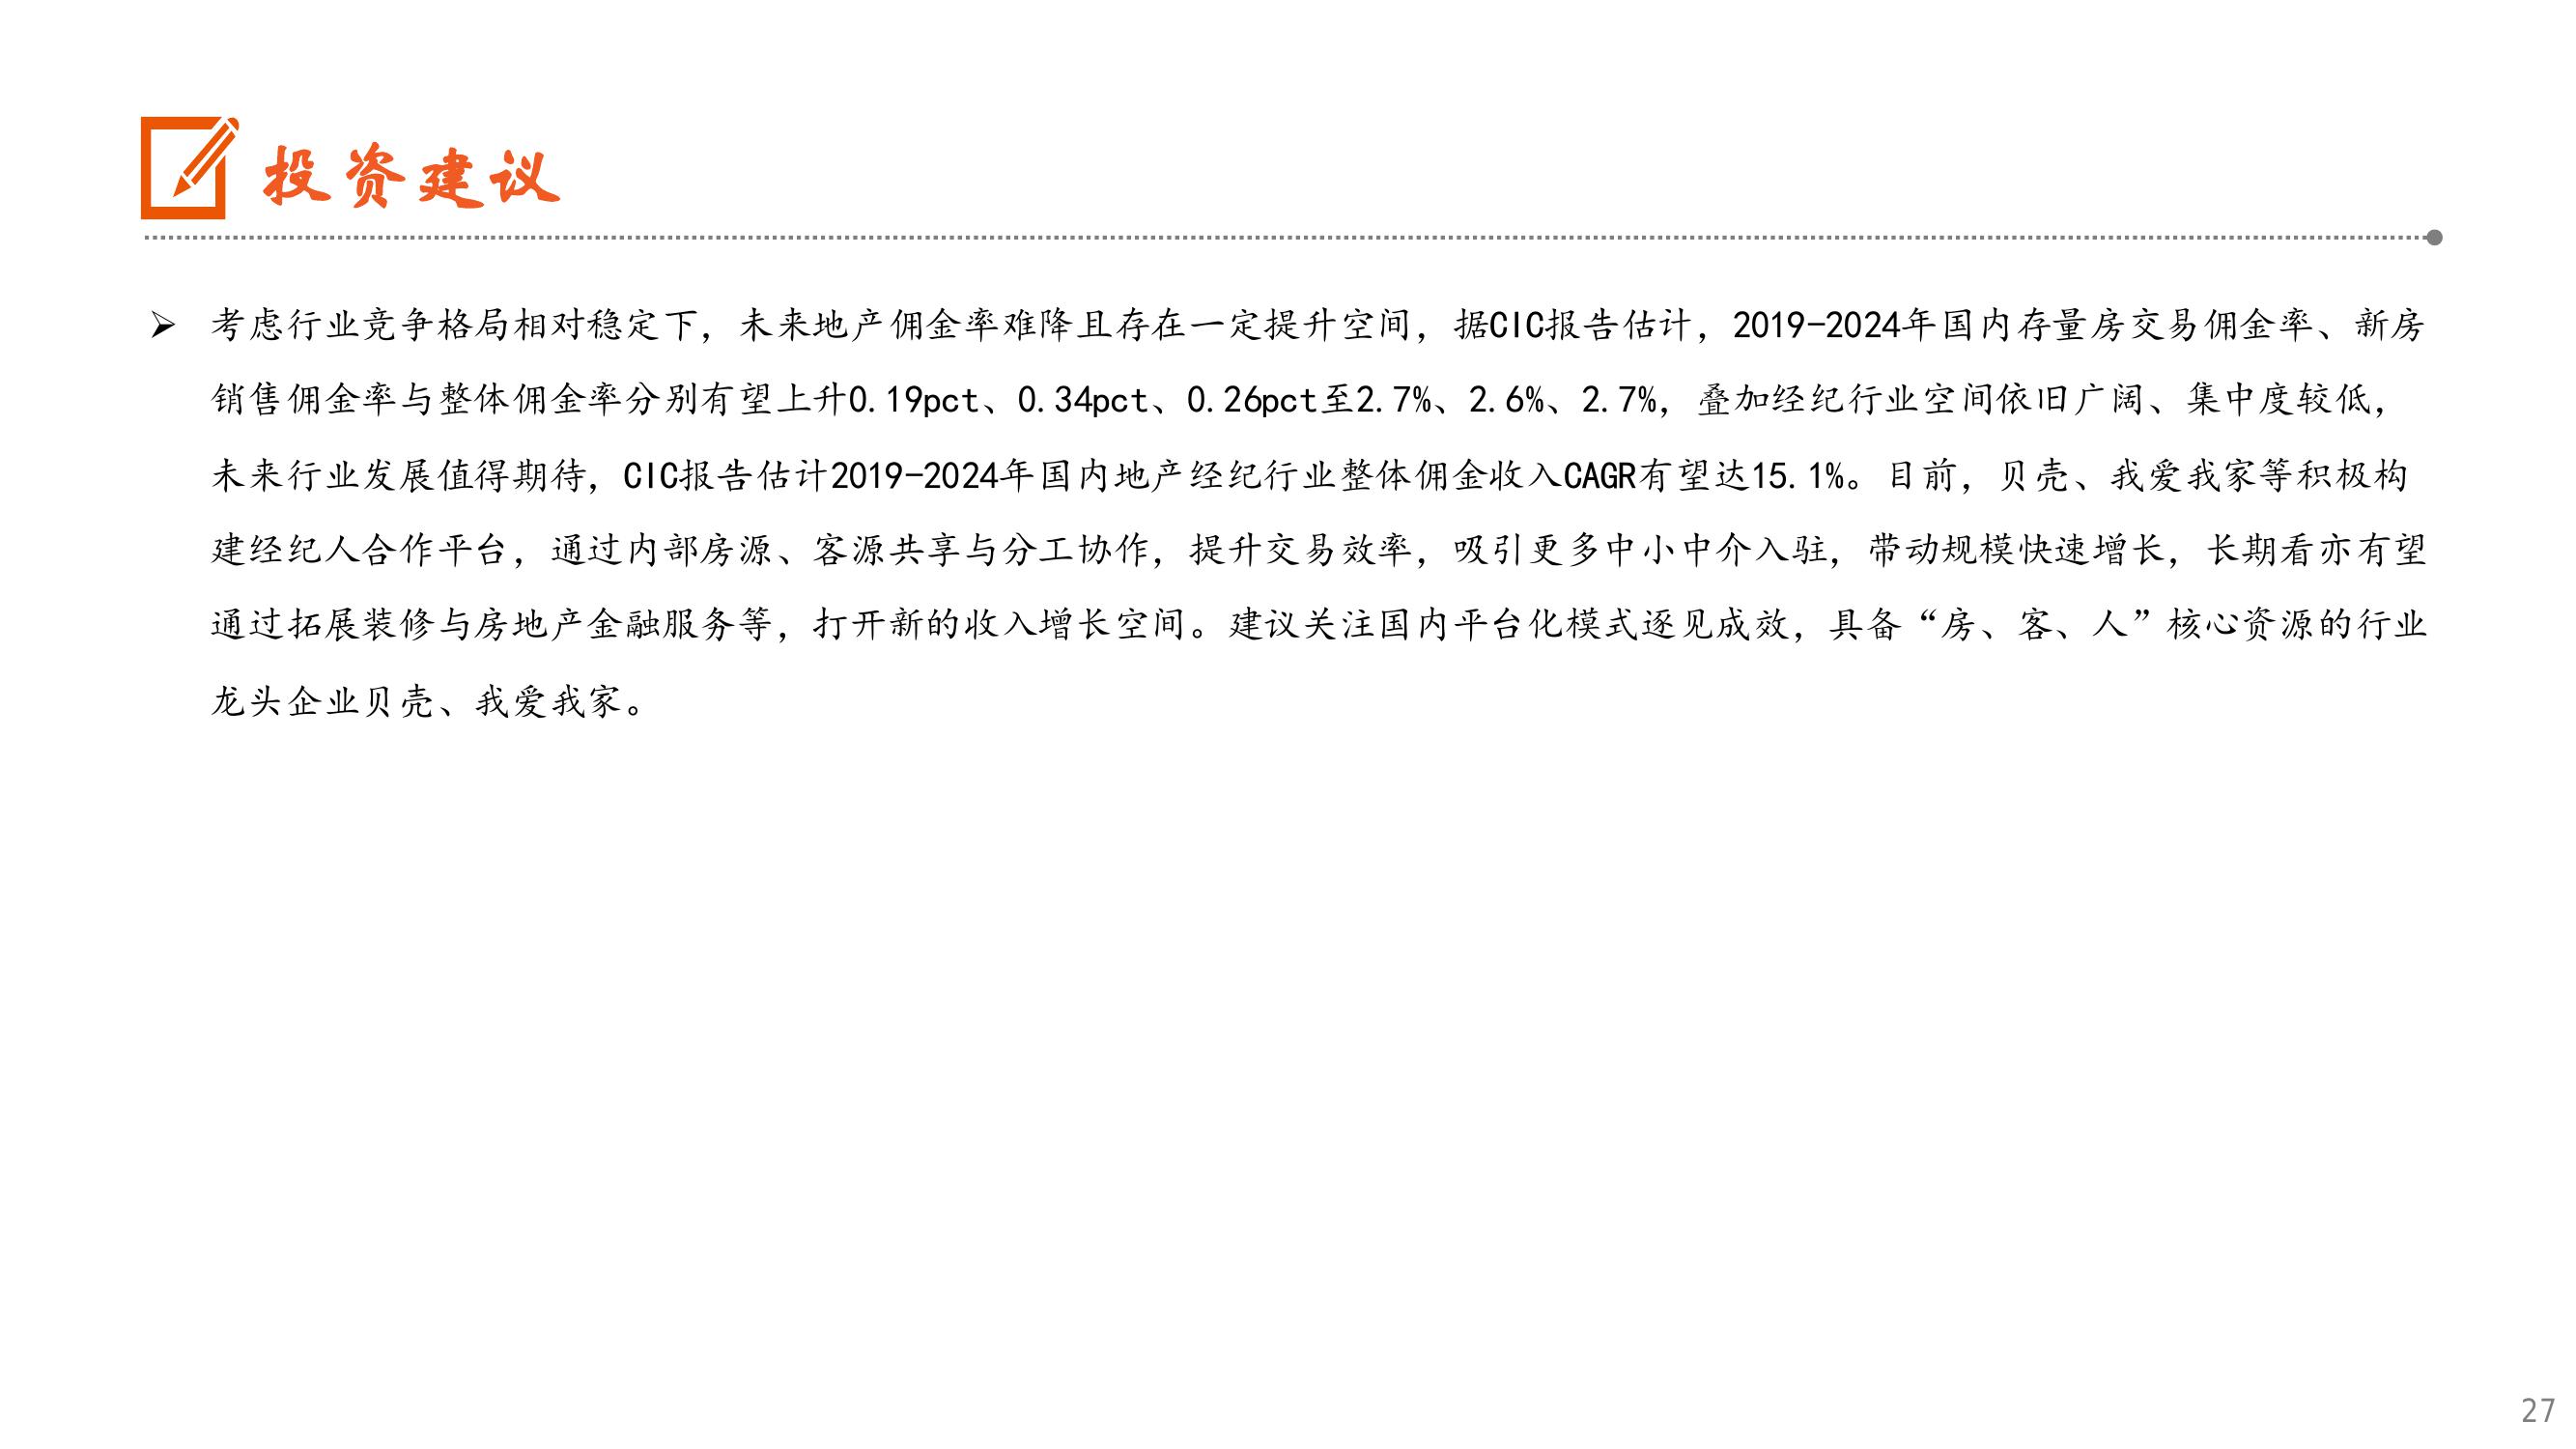 投资建议
➢ 考虑行业竞争格局相对稳定下，未来地产佣金率难降且存在一定提升空间，据CIC报告估计，2019-2024年国内存量房交易佣金率、新房
销售佣金率与整体佣金率分别有望上升0.19pct、0.34pct、0.26pct至2.7%、2.6%、2.7%，叠加经纪行业空间依旧广阔、集中度较低，
未来行业发展值得期待，CIC报告估计2019-2024年国内地产经纪行业整体佣金收入CAGR有望达15.1%。目前，贝壳、我爱我家等积极构
建经纪人合作平台，通过内部房源、客源共享与分工协作，提升交易效率，吸引更多中小中介入驻，带动规模快速增长，长期看亦有望
通过拓展装修与房地产金融服务等，打开新的收入增长空间。建议关注国内平台化模式逐见成效，具备“房、客、人”核心资源的行业
龙头企业贝壳、我爱我家。
27